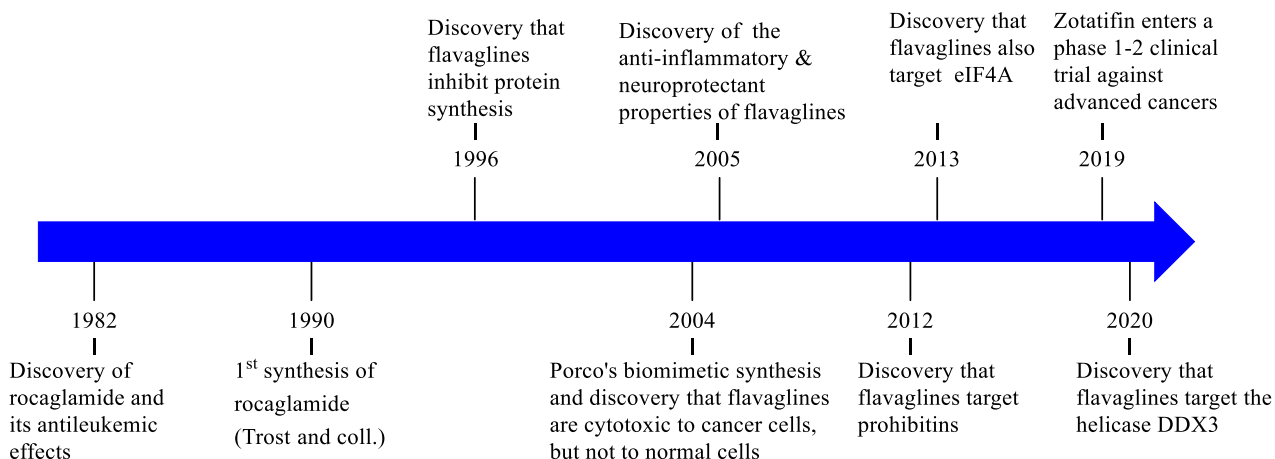 Discovery that
flavaglines
inhibit protein
synthesis
1996
Discovery of the
anti-inflammatory &
neuroprotectant
properties of flavaglines
2005
Discovery that
flavaglines also
target eIF4A
2013
Zotatifin enters a
phase 1-2 clinical
trial against
advanced cancers
2019
1982
Discovery of
rocaglamide and
its antileukemic
effects
1990
1st synthesis of
rocaglamide
(Trost and coll.)
2004
Porco's biomimetic synthesis
and discovery that flavaglines
are cytotoxic to cancer cells,
but not to normal cells
2012
Discovery that
flavaglines target
prohibitins
2020
Discovery that
flavaglines target the
helicase DDX3